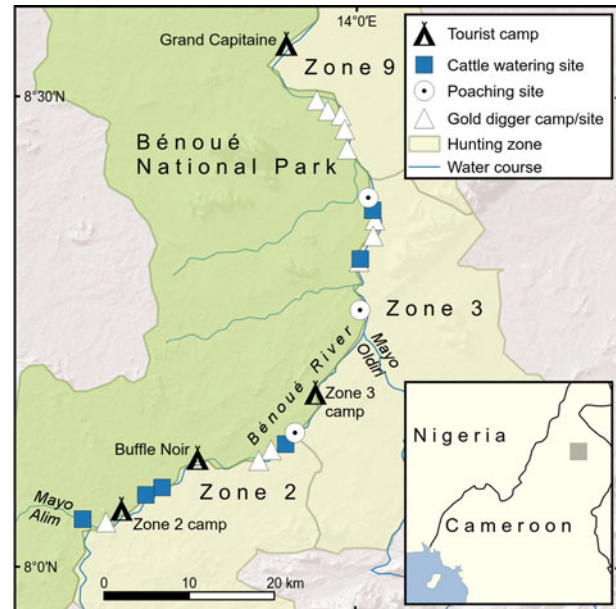 14°0'E
Grand Capitaine
Zone 9
8°30'N
Bénoué
National Park
Zone 3
Mayo
Oldiri
Bénoué River
Zone 3
camp
Buffle Noir
Zone 2
Mayo
Alim
Zone 2 camp
8°0'N
0 10 20 km
Tourist camp
Cattle watering site
Poaching site
Gold digger camp/site
Hunting zone
Water course
Nigeria
Cameroon